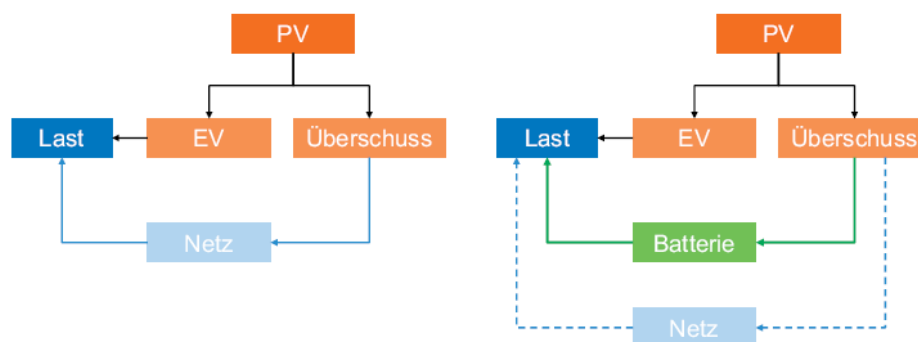 PV
Last
EV
Überschuss
Netz
PV
Last
EV
Überschuss
Batterie
Netz